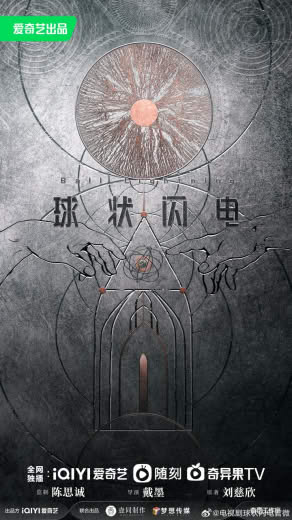 爱奇艺出品
Ball Lightning
球状闪电
全网独播：iQIYI 爱奇艺 随刻 奇异果TV
监制 陈思诚 导演 戴墨 原著 刘慈欣
出品方 iQIYI 爱奇艺 联合出品 壹同制作 梦想传媒
@电视剧球状闪电官微